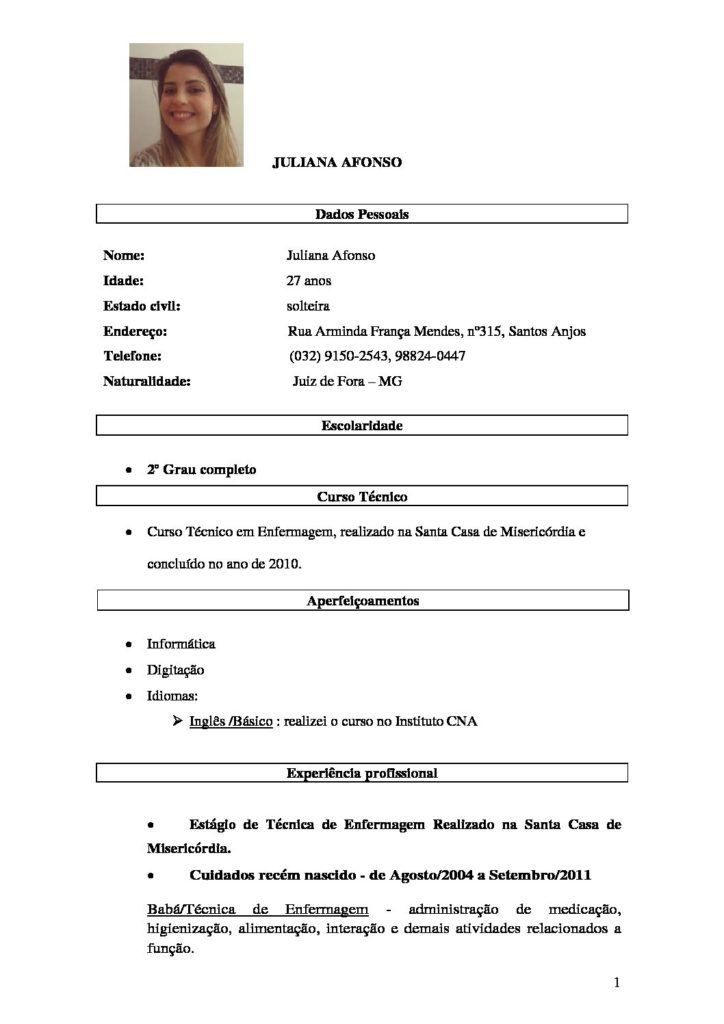 JULIANA AFONSO
Dados Pessoais
Nome: Juliana Afonso
Idade: 27 anos
Estado civil: solteira
Endereço: Rua Arminda França Mendes, nº315, Santos Anjos
Telefone: (032) 9150-2543, 98824-0447
Naturalidade: Juiz de Fora – MG
Escolaridade
• 2º Grau completo
Curso Técnico
• Curso Técnico em Enfermagem, realizado na Santa Casa de Misericórdia e
concluído no ano de 2010.
Aperfeiçoamentos
• Informática
• Digitação
• Idiomas:
➢ Inglês /Básico : realizei o curso no Instituto CNA
Experiência profissional
• Estágio de Técnica de Enfermagem Realizado na Santa Casa de
Misericórdia.
• Cuidados recém nascido - de Agosto/2004 a Setembro/2011
Babá/Técnica de Enfermagem - administração de medicação,
higienização, alimentação, interação e demais atividades relacionados a
função.
1